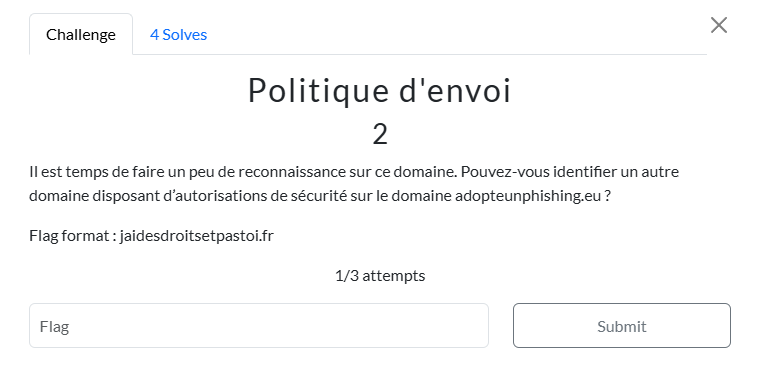 Challenge
4 Solves
Politique d'envoi
2
Il est temps de faire un peu de reconnaissance sur ce domaine. Pouvez-vous identifier un autre
domaine disposant d’autorisations de sécurité sur le domaine adopteunphishing.eu ?
Flag format : jaidesdroitsetpastoi.fr
1/3 attempts
Flag
Submit